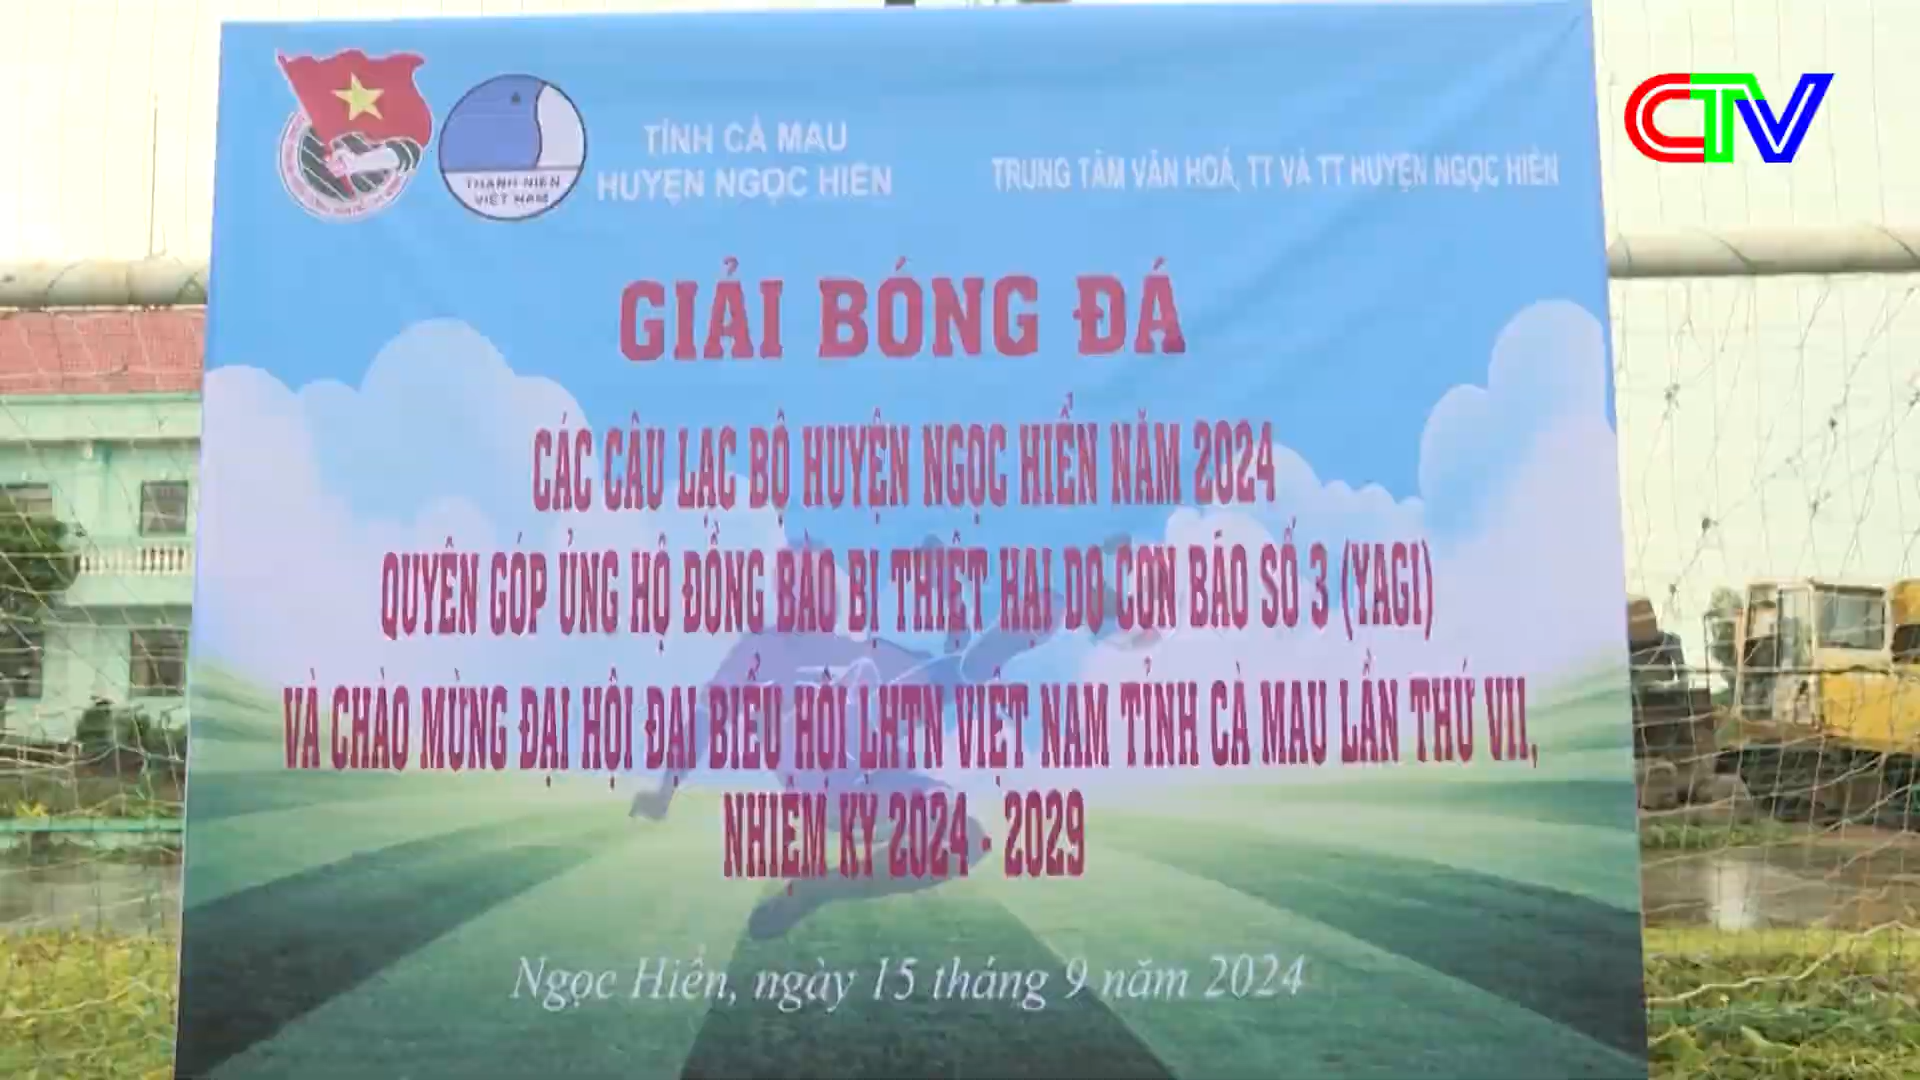 CTV
THANH NIÊN
VIỆT NAM
TỈNH CÀ MAU
HUYỆN NGỌC HIỂN
TRUNG TÂM VĂN HOÁ, TT VÀ TT HUYỆN NGỌC HIỂN
GIẢI BÓNG ĐÁ
CÁC CÂU LẠC BỘ HUYỆN NGỌC HIỂN NĂM 2024
QUYÊN GÓP ỦNG HỘ ĐỒNG BÀO BỊ THIỆT HẠI DO CƠN BÃO SỐ 3 (YAGI)
VÀ CHÀO MỪNG ĐẠI HỘI ĐẠI BIỂU HỘI LHTN VIỆT NAM TỈNH CÀ MAU LẦN THỨ VII,
NHIỆM KỲ 2024 - 2029
Ngọc Hiển, ngày 15 tháng 9 năm 2024